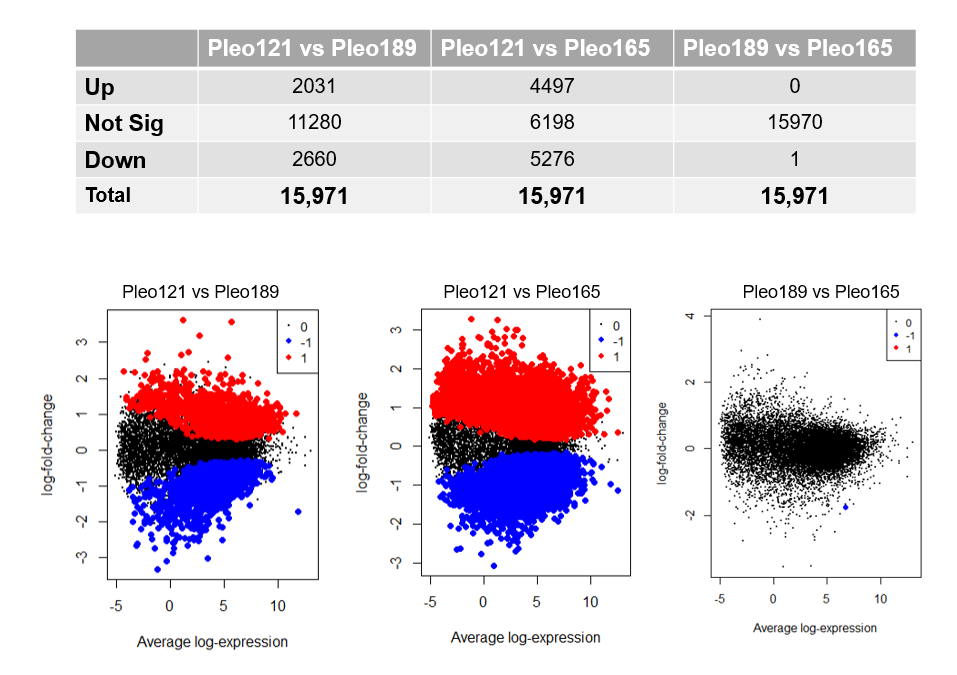 Pleo121 vs Pleo189 Pleo121 vs Pleo165 Pleo189 vs Pleo165
Up 2031 4497 0
Not Sig 11280 6198 15970
Down 2660 5276 1
Total 15,971 15,971 15,971
Pleo121 vs Pleo189
log-fold-change
3
2
1
0
-1
-2
-3
0
-1
1
-5 0 5 10
Average log-expression
Pleo121 vs Pleo165
log-fold-change
3
2
1
0
-1
-2
-3
0
-1
1
-5 0 5 10
Average log-expression
Pleo189 vs Pleo165
log-fold-change
4
2
0
-2
0
-1
1
-5 0 5 10
Average log-expression